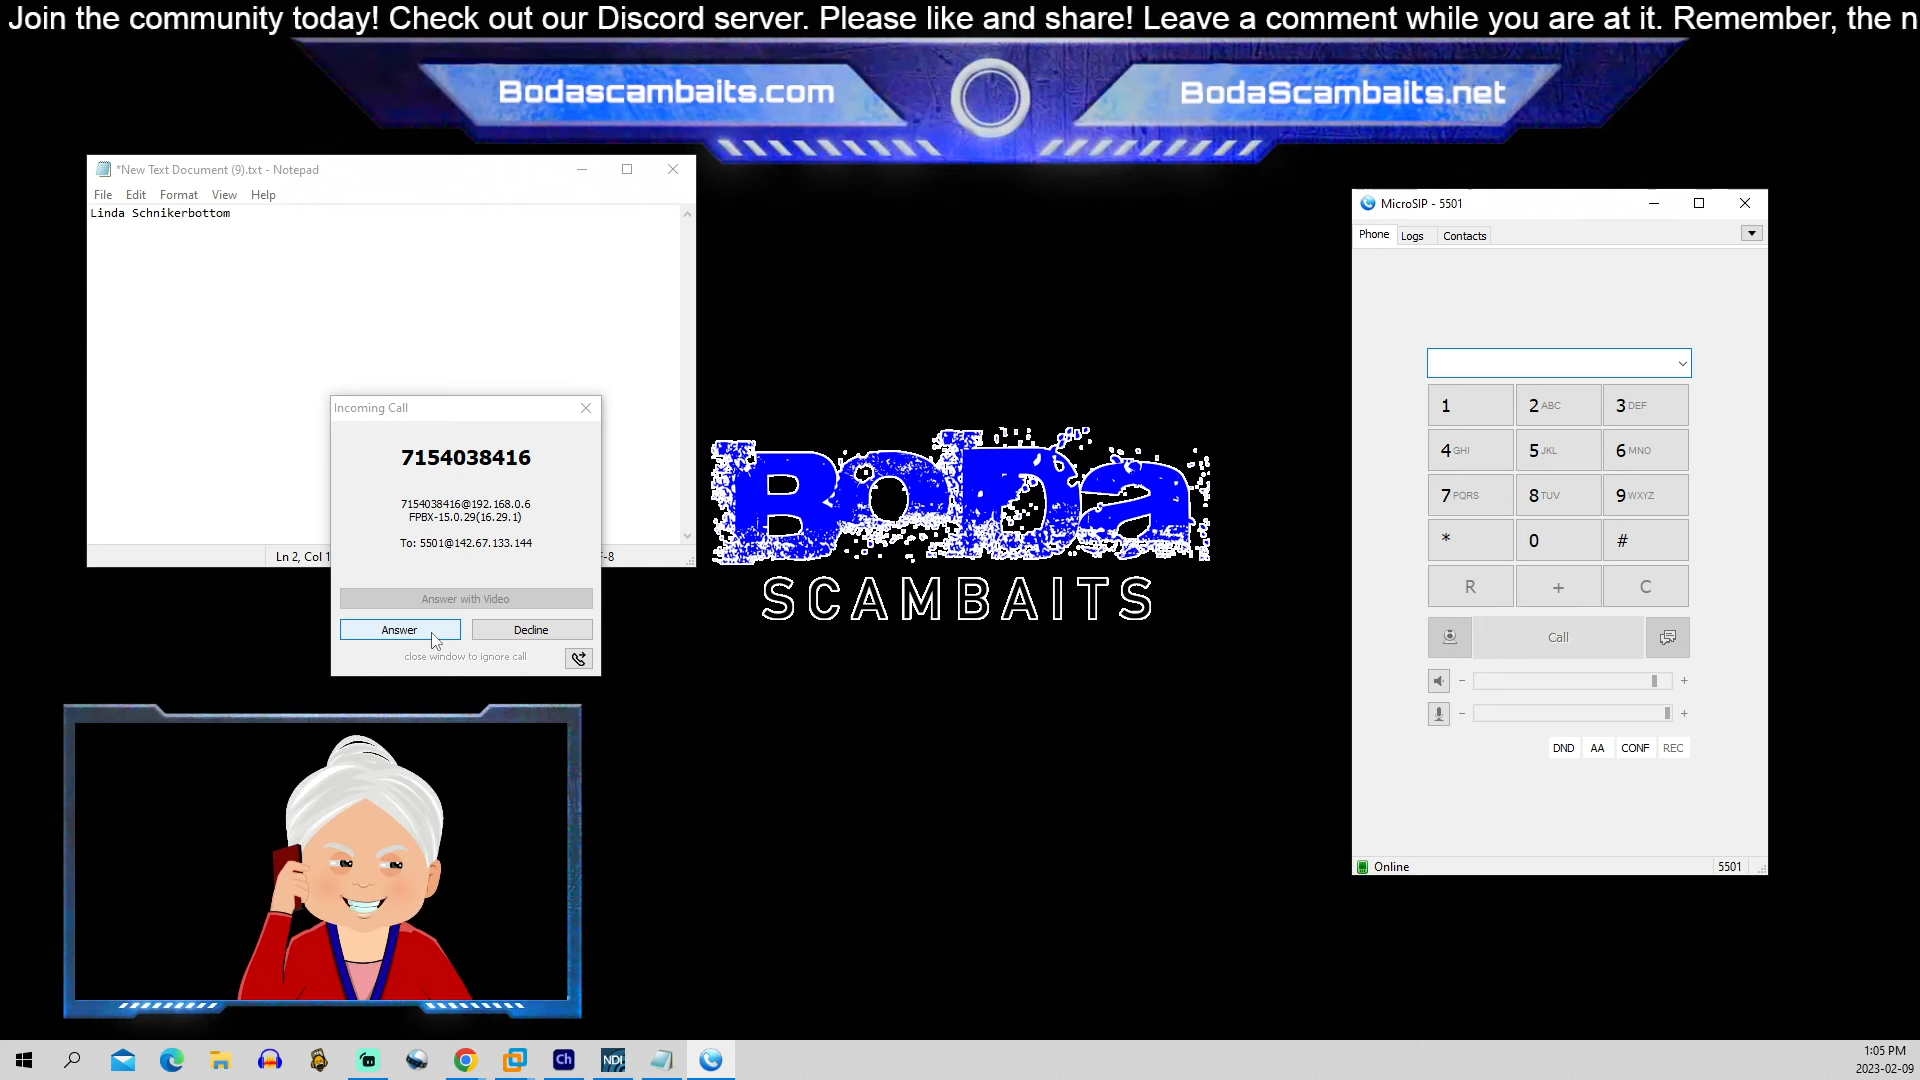 Join the community today! Check out our Discord server. Please like and share! Leave a comment while you are at it. Remember, the n
Bodascambaits.com
BodaScambaits.net
*New Text Document (9).txt - Notepad
File Edit Format View Help
Linda Schnikerbottom
Ln 2, Col 1
-8
Incoming Call
7154038416
7154038416@192.168.0.6
FPBX-15.0.29(16.29.1)
To: 5501@142.67.133.144
Answer with Video
Answer Decline
close window to ignore call
BoDa
SCAMBAITS
MicroSIP - 5501
Phone Logs Contacts
1 2 ABC 3 DEF
4 GHI 5 JKL 6 MNO
7 PQRS 8 TUV 9 WXYZ
* 0 #
R + C
Call
- +
- +
DND AA CONF REC
Online 5501
Ch NDI
1:05 PM
2023-02-09